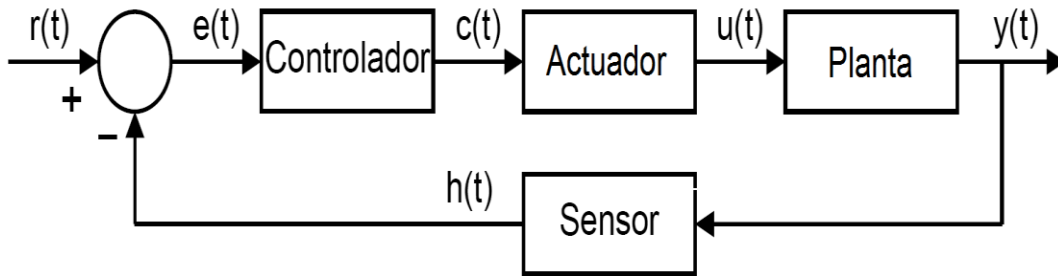 r(t)
e(t)
Controlador
c(t)
Actuador
u(t)
Planta
y(t)
+
−
h(t)
Sensor